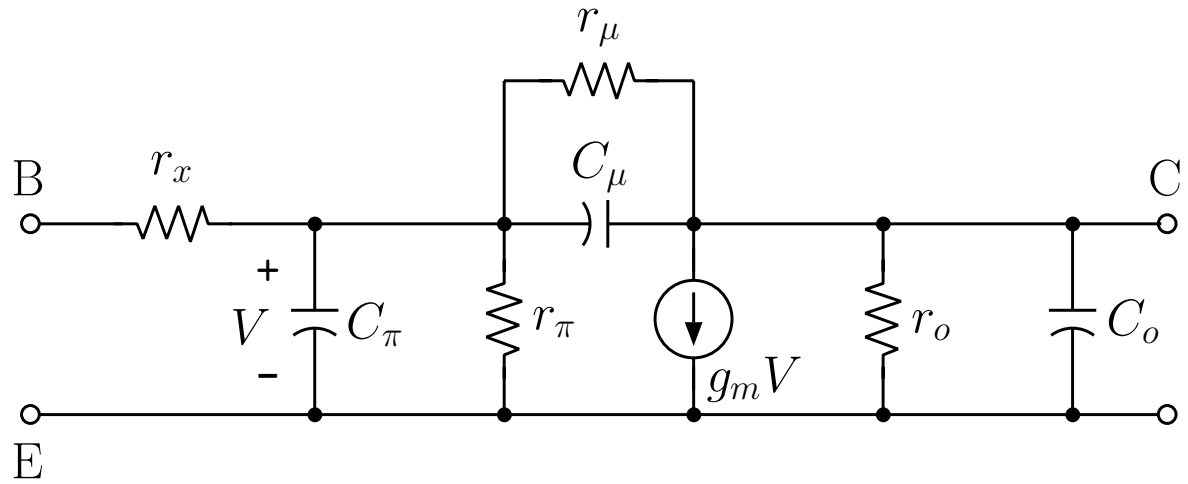 r_μ
B
r_x
C_μ
C
+
V
C_π
-
r_π
g_mV
r_o
C_o
E